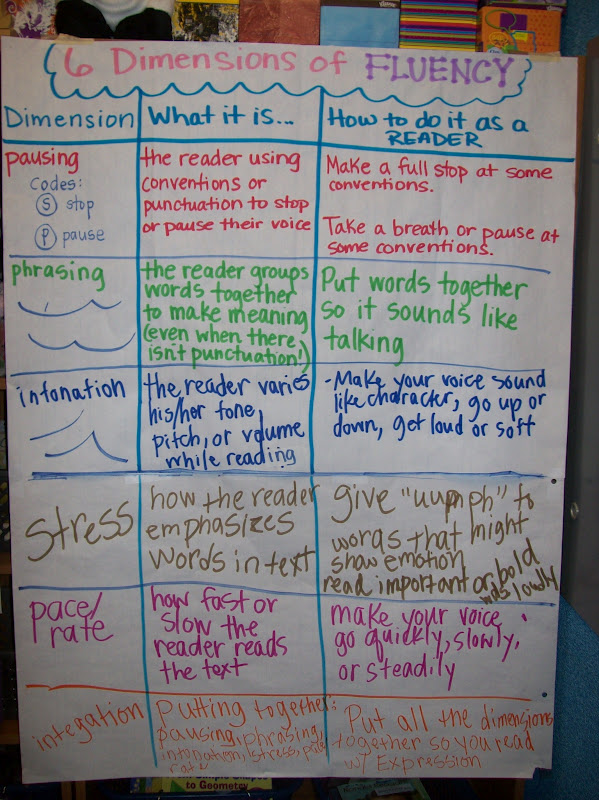 Kleenex
6 Dimensions of FLUENCY
Dimension
What it is...
How to do it as a
READER
pausing
Codes:
S stop
P pause
the reader using
conventions or
punctuation to stop
or pause their voice
Make a full stop at some
conventions.
Take a breath or pause at
some conventions.
phrasing
the reader groups
words together
to make meaning
(even when there
isn't punctuation!)
Put words together
so it sounds like
talking
intonation
the reader varies
his/her tone,
pitch, or volume
while reading
-Make your voice sound
like character, go up or
down, get loud or soft
stress
how the reader
emphasizes
words in text
give "uumph" to
words that might
show emotion
read important or bold
loudly
pace/
rate
how fast or
slow the
reader reads
the text
make your voice
go quickly, slowly,
or steadily
integation
Putting together:
pausing, phrasing,
intonation, stress, pace
rate
Put all the dimensions
together so you read
w/ Expression
to Geometry